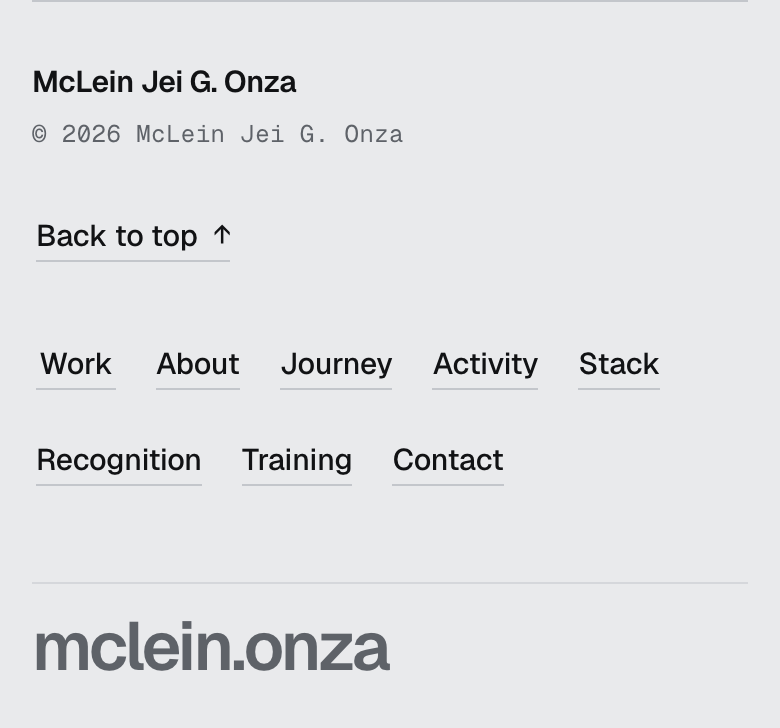 McLein Jei G. Onza
© 2026 McLein Jei G. Onza
Back to top ↑
Work About Journey Activity Stack
Recognition Training Contact
mclein.onza